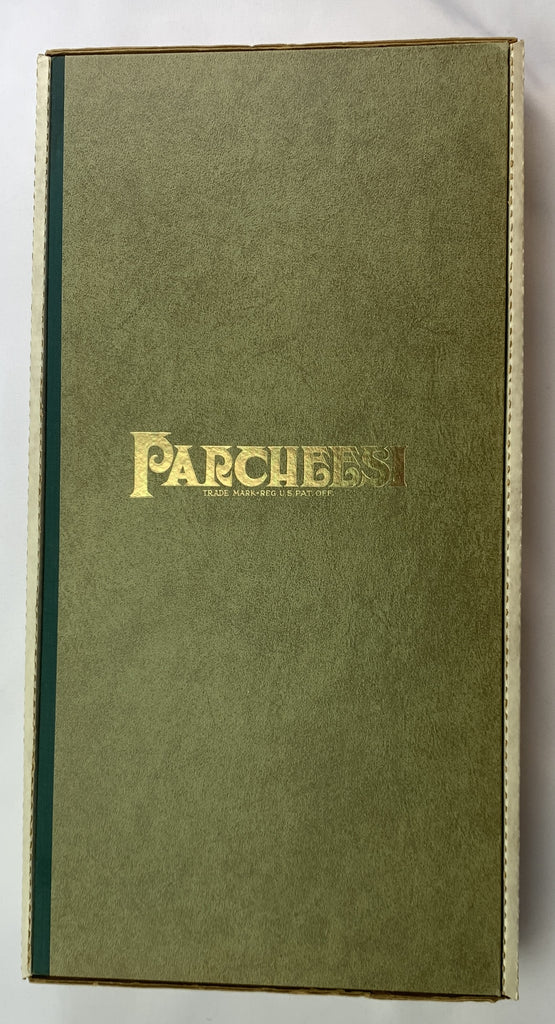 PARCHEESI
TRADE MARK•REG U.S. PAT. OFF.